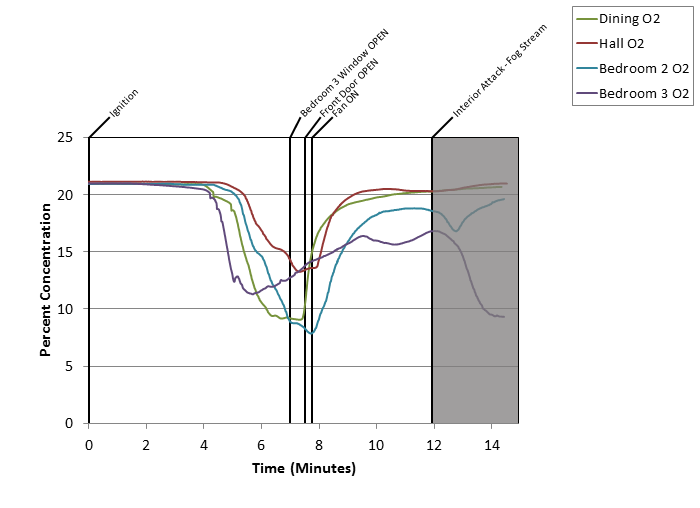 Dining O2
Hall O2
Bedroom 2 O2
Bedroom 3 O2
Ignition
Bedroom 3 Window OPEN
Front Door OPEN
Fan ON
Interior Attack - Fog Stream
25
20
15
10
5
0
Percent Concentration
0 2 4 6 8 10 12 14
Time (Minutes)